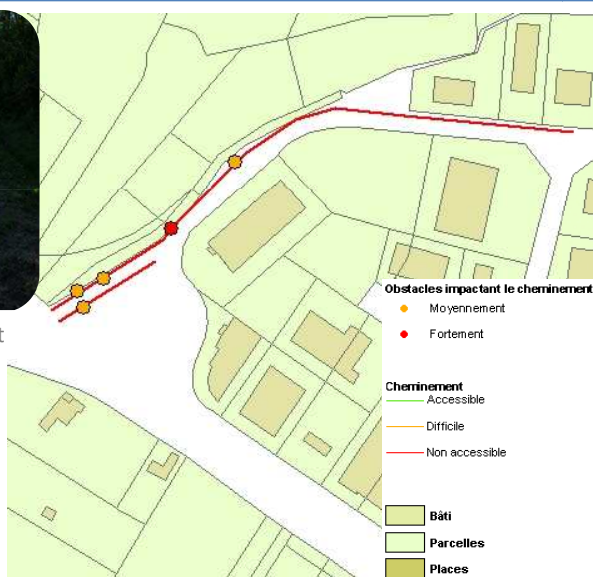 t
Obstacles impactant le cheminement
Moyennement
Fortement
Cheminement
Accessible
Difficile
Non accessible
Bâti
Parcelles
Places